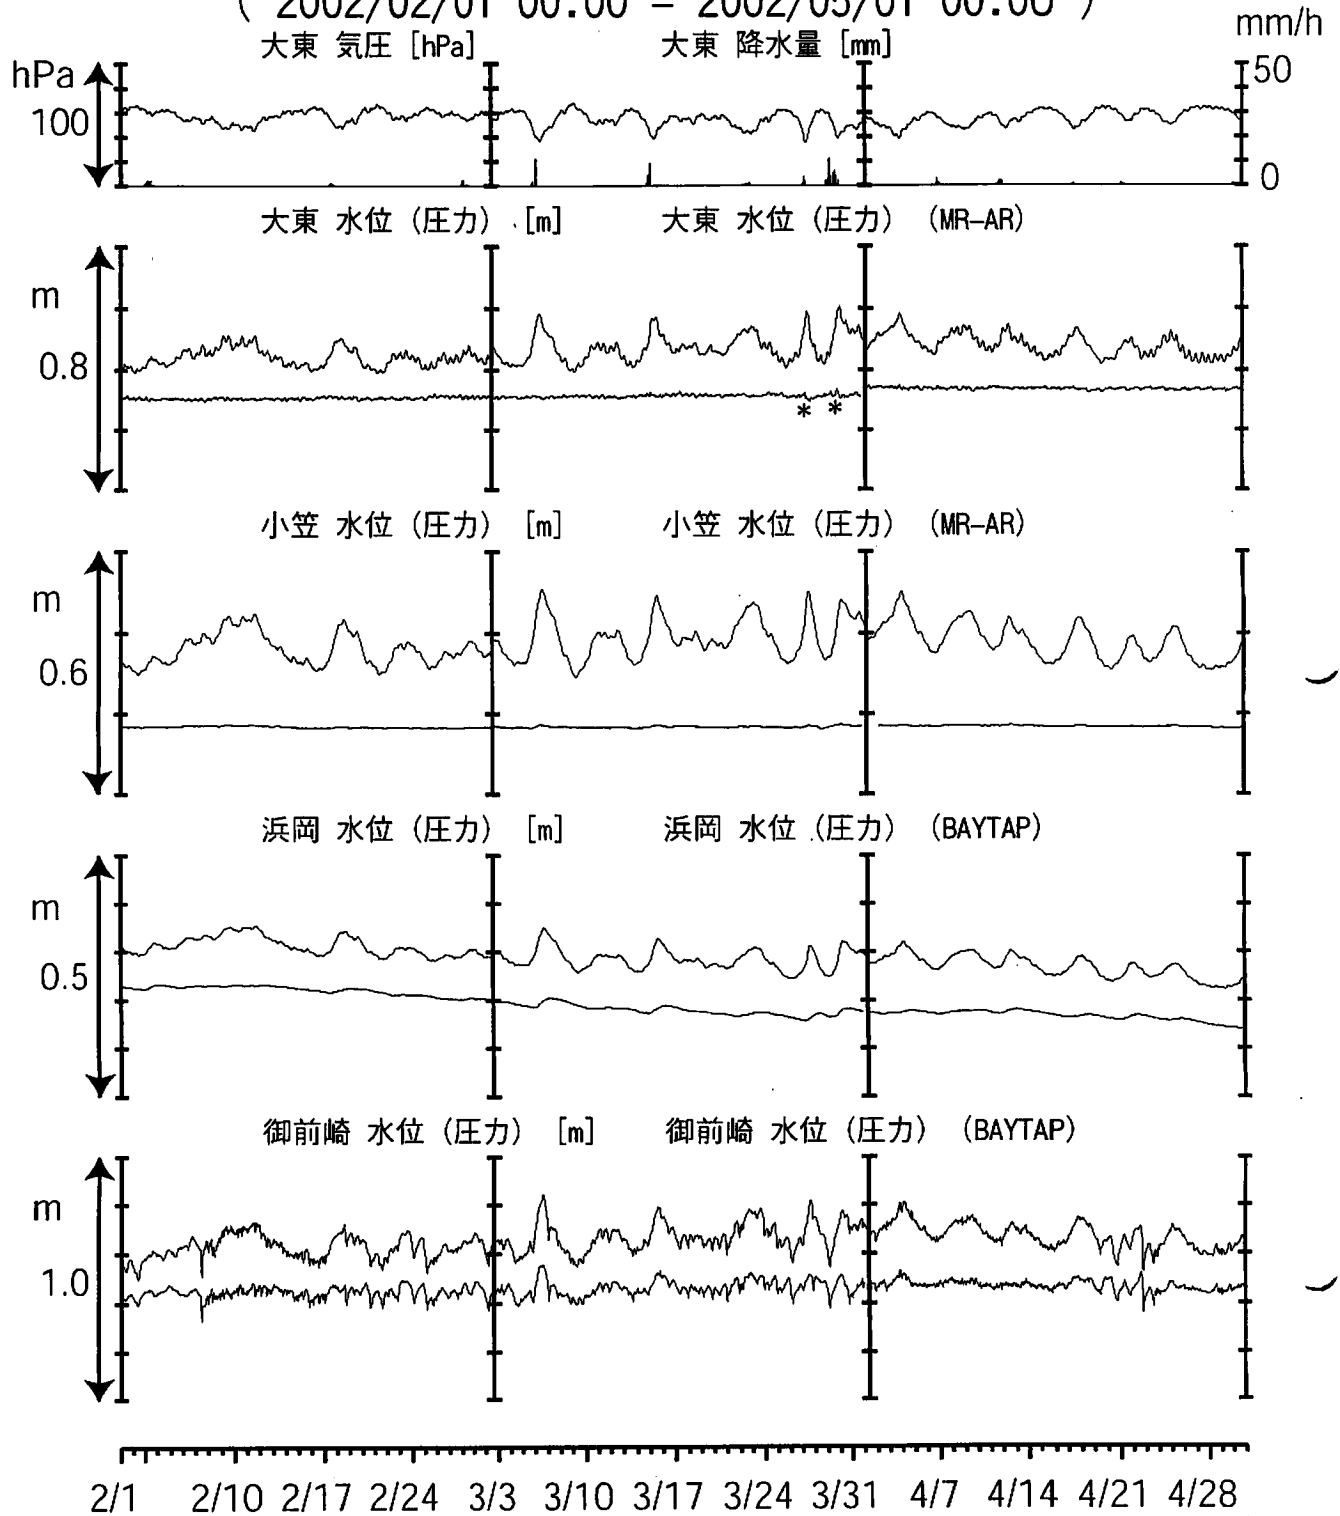 ( 2002/02/01 00:00 - 2002/05/01 00:00 )
mm/h
大東 気圧 [hPa] 大東 降水量 [mm]
hPa 50
100
0
大東 水位 (圧力) [m] 大東 水位 (圧力) (MR-AR)
m
0.8
* *
小笠 水位 (圧力) [m] 小笠 水位 (圧力) (MR-AR)
m
0.6
浜岡 水位 (圧力) [m] 浜岡 水位 (圧力) (BAYTAP)
m
0.5
御前崎 水位 (圧力) [m] 御前崎 水位 (圧力) (BAYTAP)
m
1.0
2/1 2/10 2/17 2/24 3/3 3/10 3/17 3/24 3/31 4/7 4/14 4/21 4/28